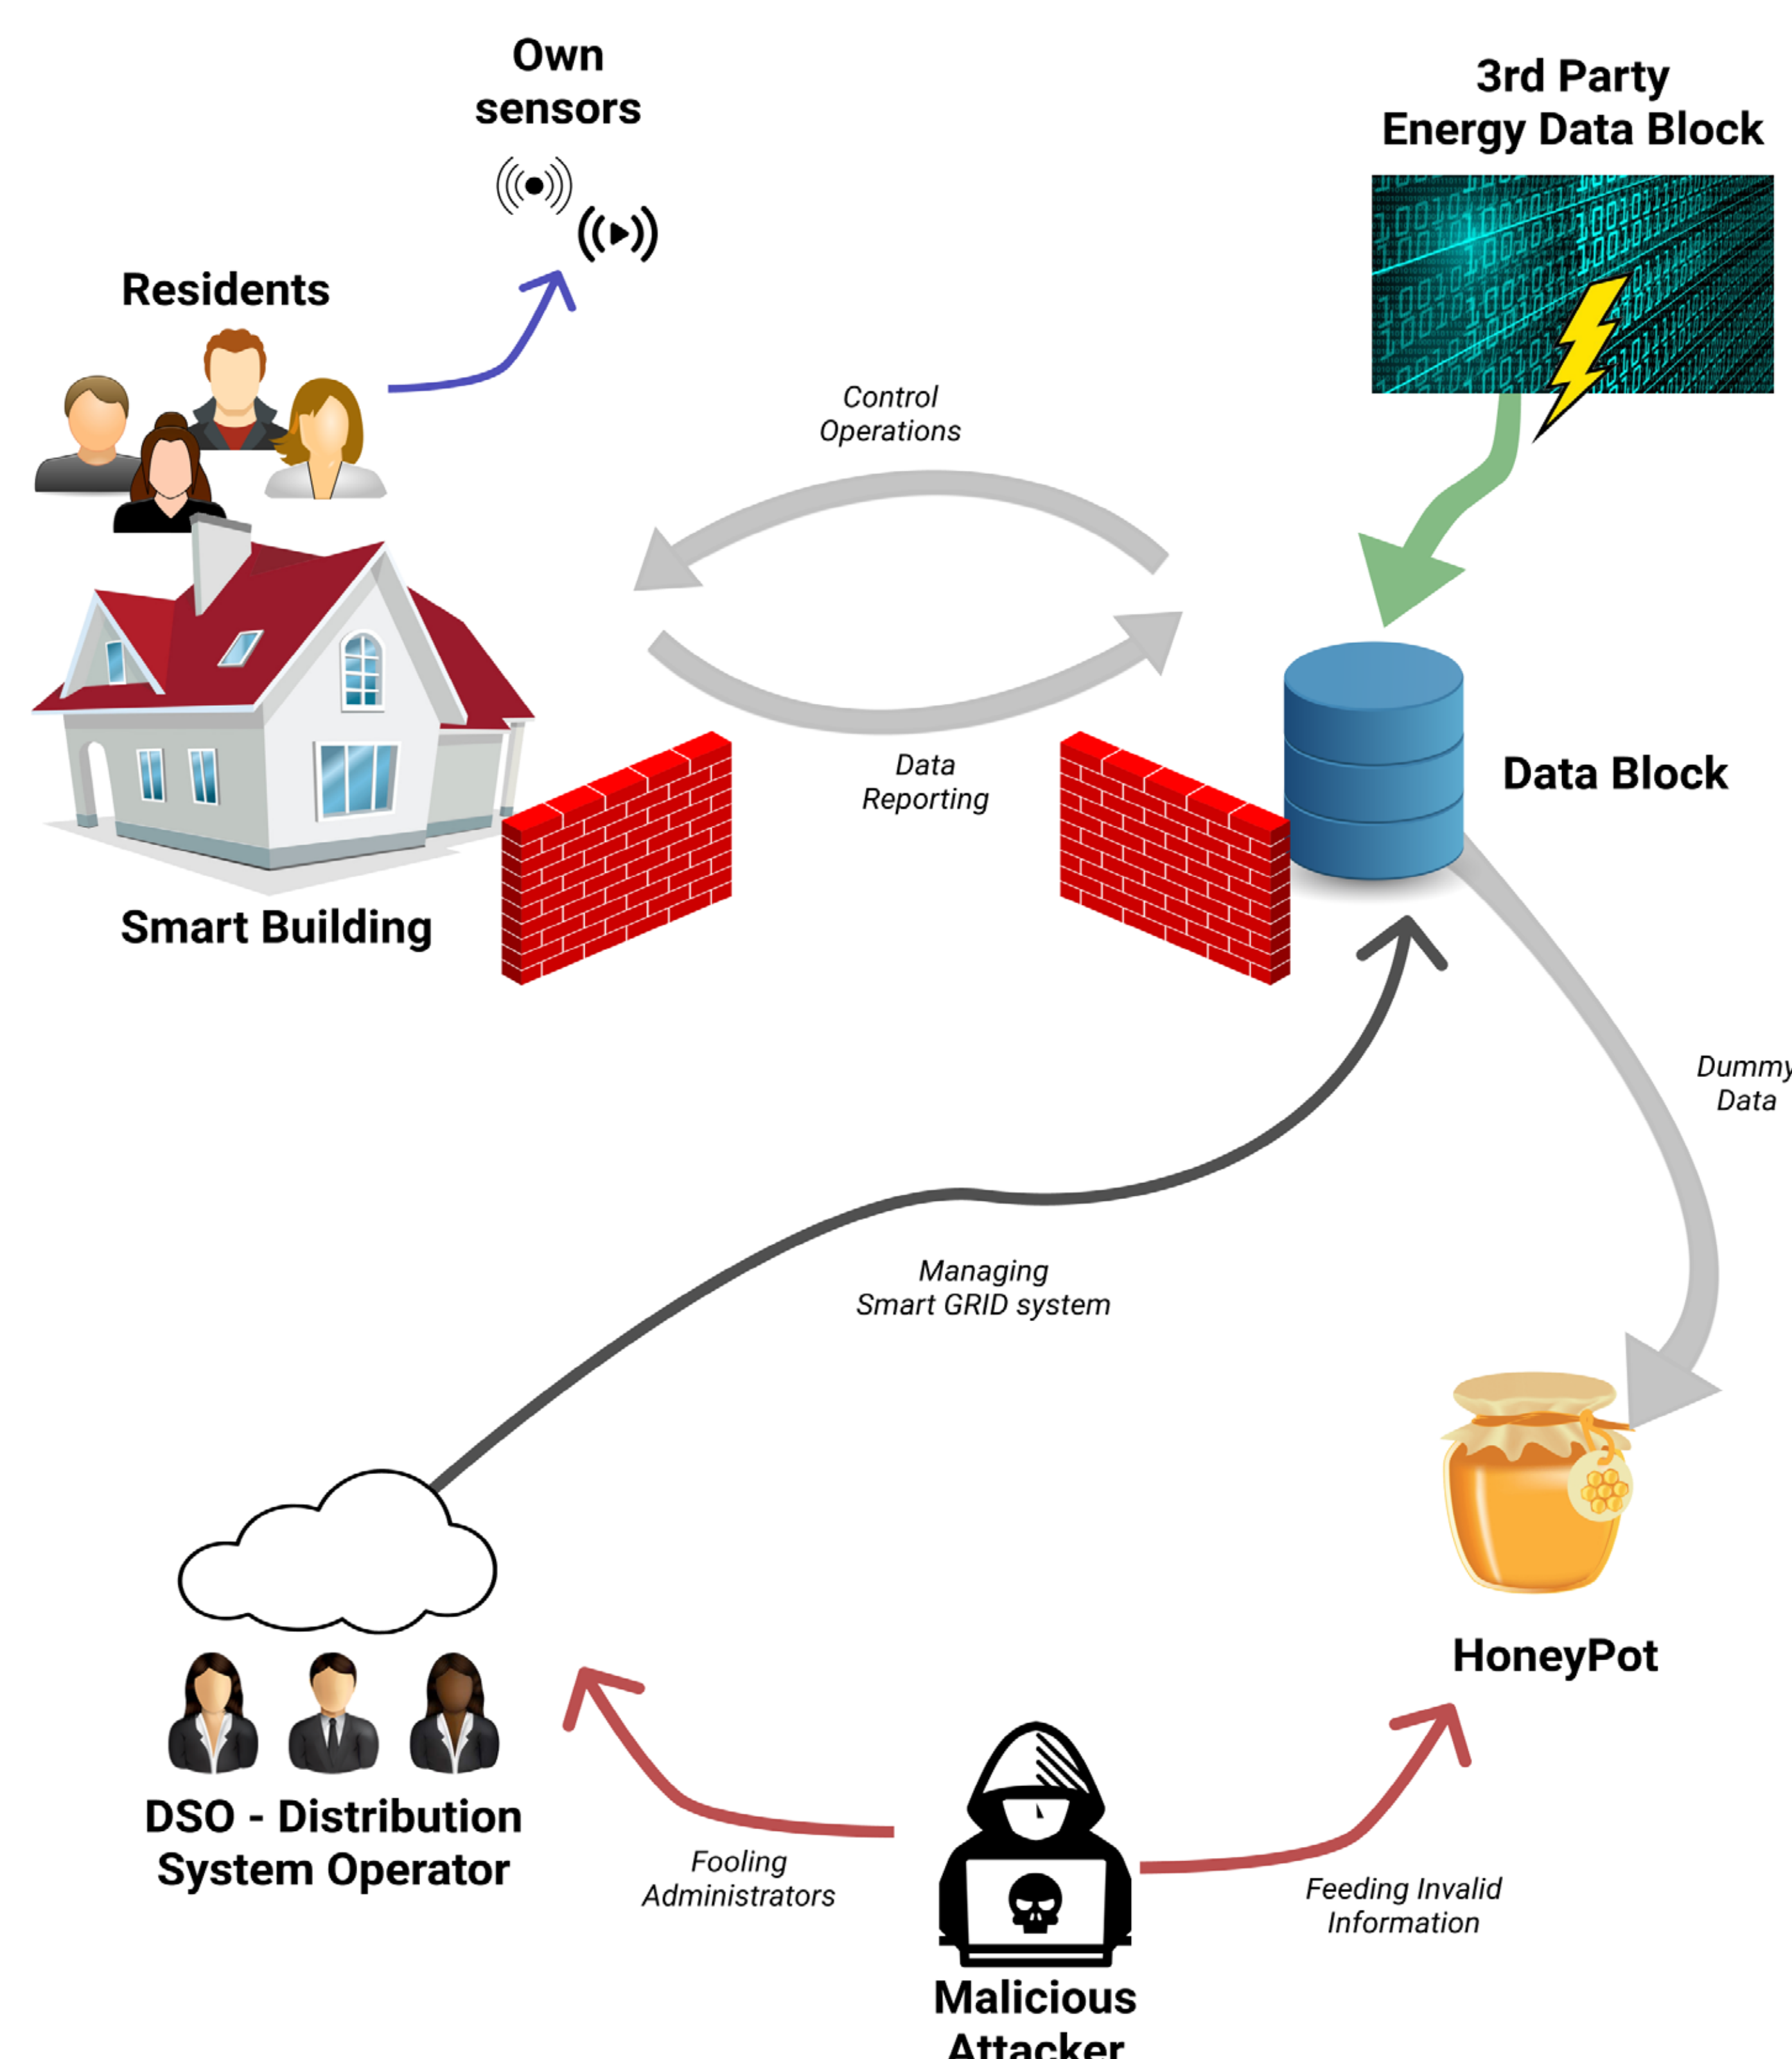 Own
sensors
3rd Party
Energy Data Block
Residents
Control
Operations
Data
Reporting
Data Block
Smart Building
Dummy
Data
Managing
Smart GRID system
HoneyPot
DSO - Distribution
System Operator
Fooling
Administrators
Feeding Invalid
Information
Malicious
Attacker